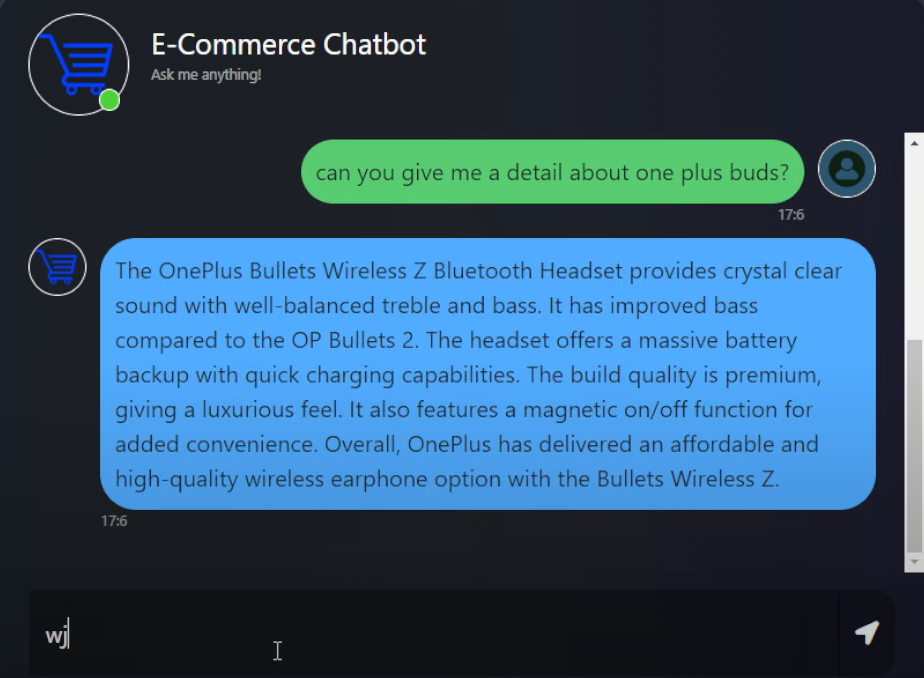 E-Commerce Chatbot
Ask me anything!
can you give me a detail about one plus buds?
17:6
The OnePlus Bullets Wireless Z Bluetooth Headset provides crystal clear
sound with well-balanced treble and bass. It has improved bass
compared to the OP Bullets 2. The headset offers a massive battery
backup with quick charging capabilities. The build quality is premium,
giving a luxurious feel. It also features a magnetic on/off function for
added convenience. Overall, OnePlus has delivered an affordable and
high-quality wireless earphone option with the Bullets Wireless Z.
17:6
wj